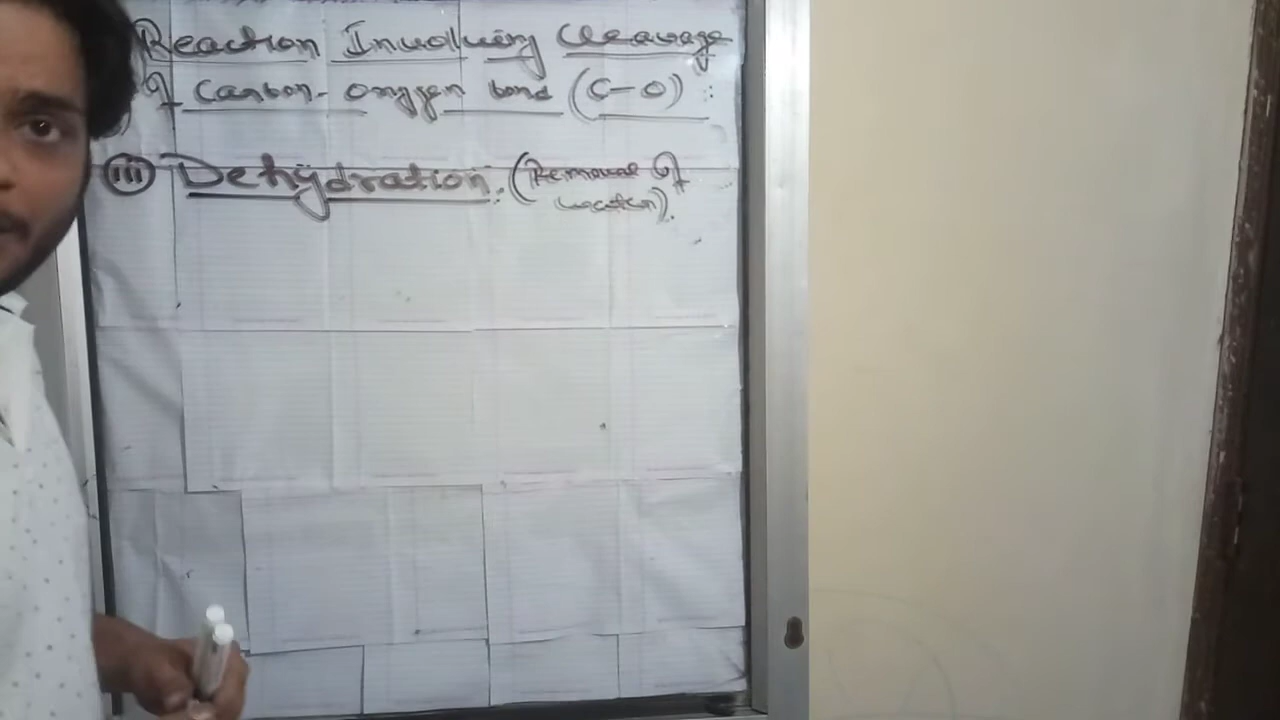 Reaction Involving Cleavage
Of Carbon-oxygen bond (C-O) :
(iii) Dehydration: (Removal Of
water).